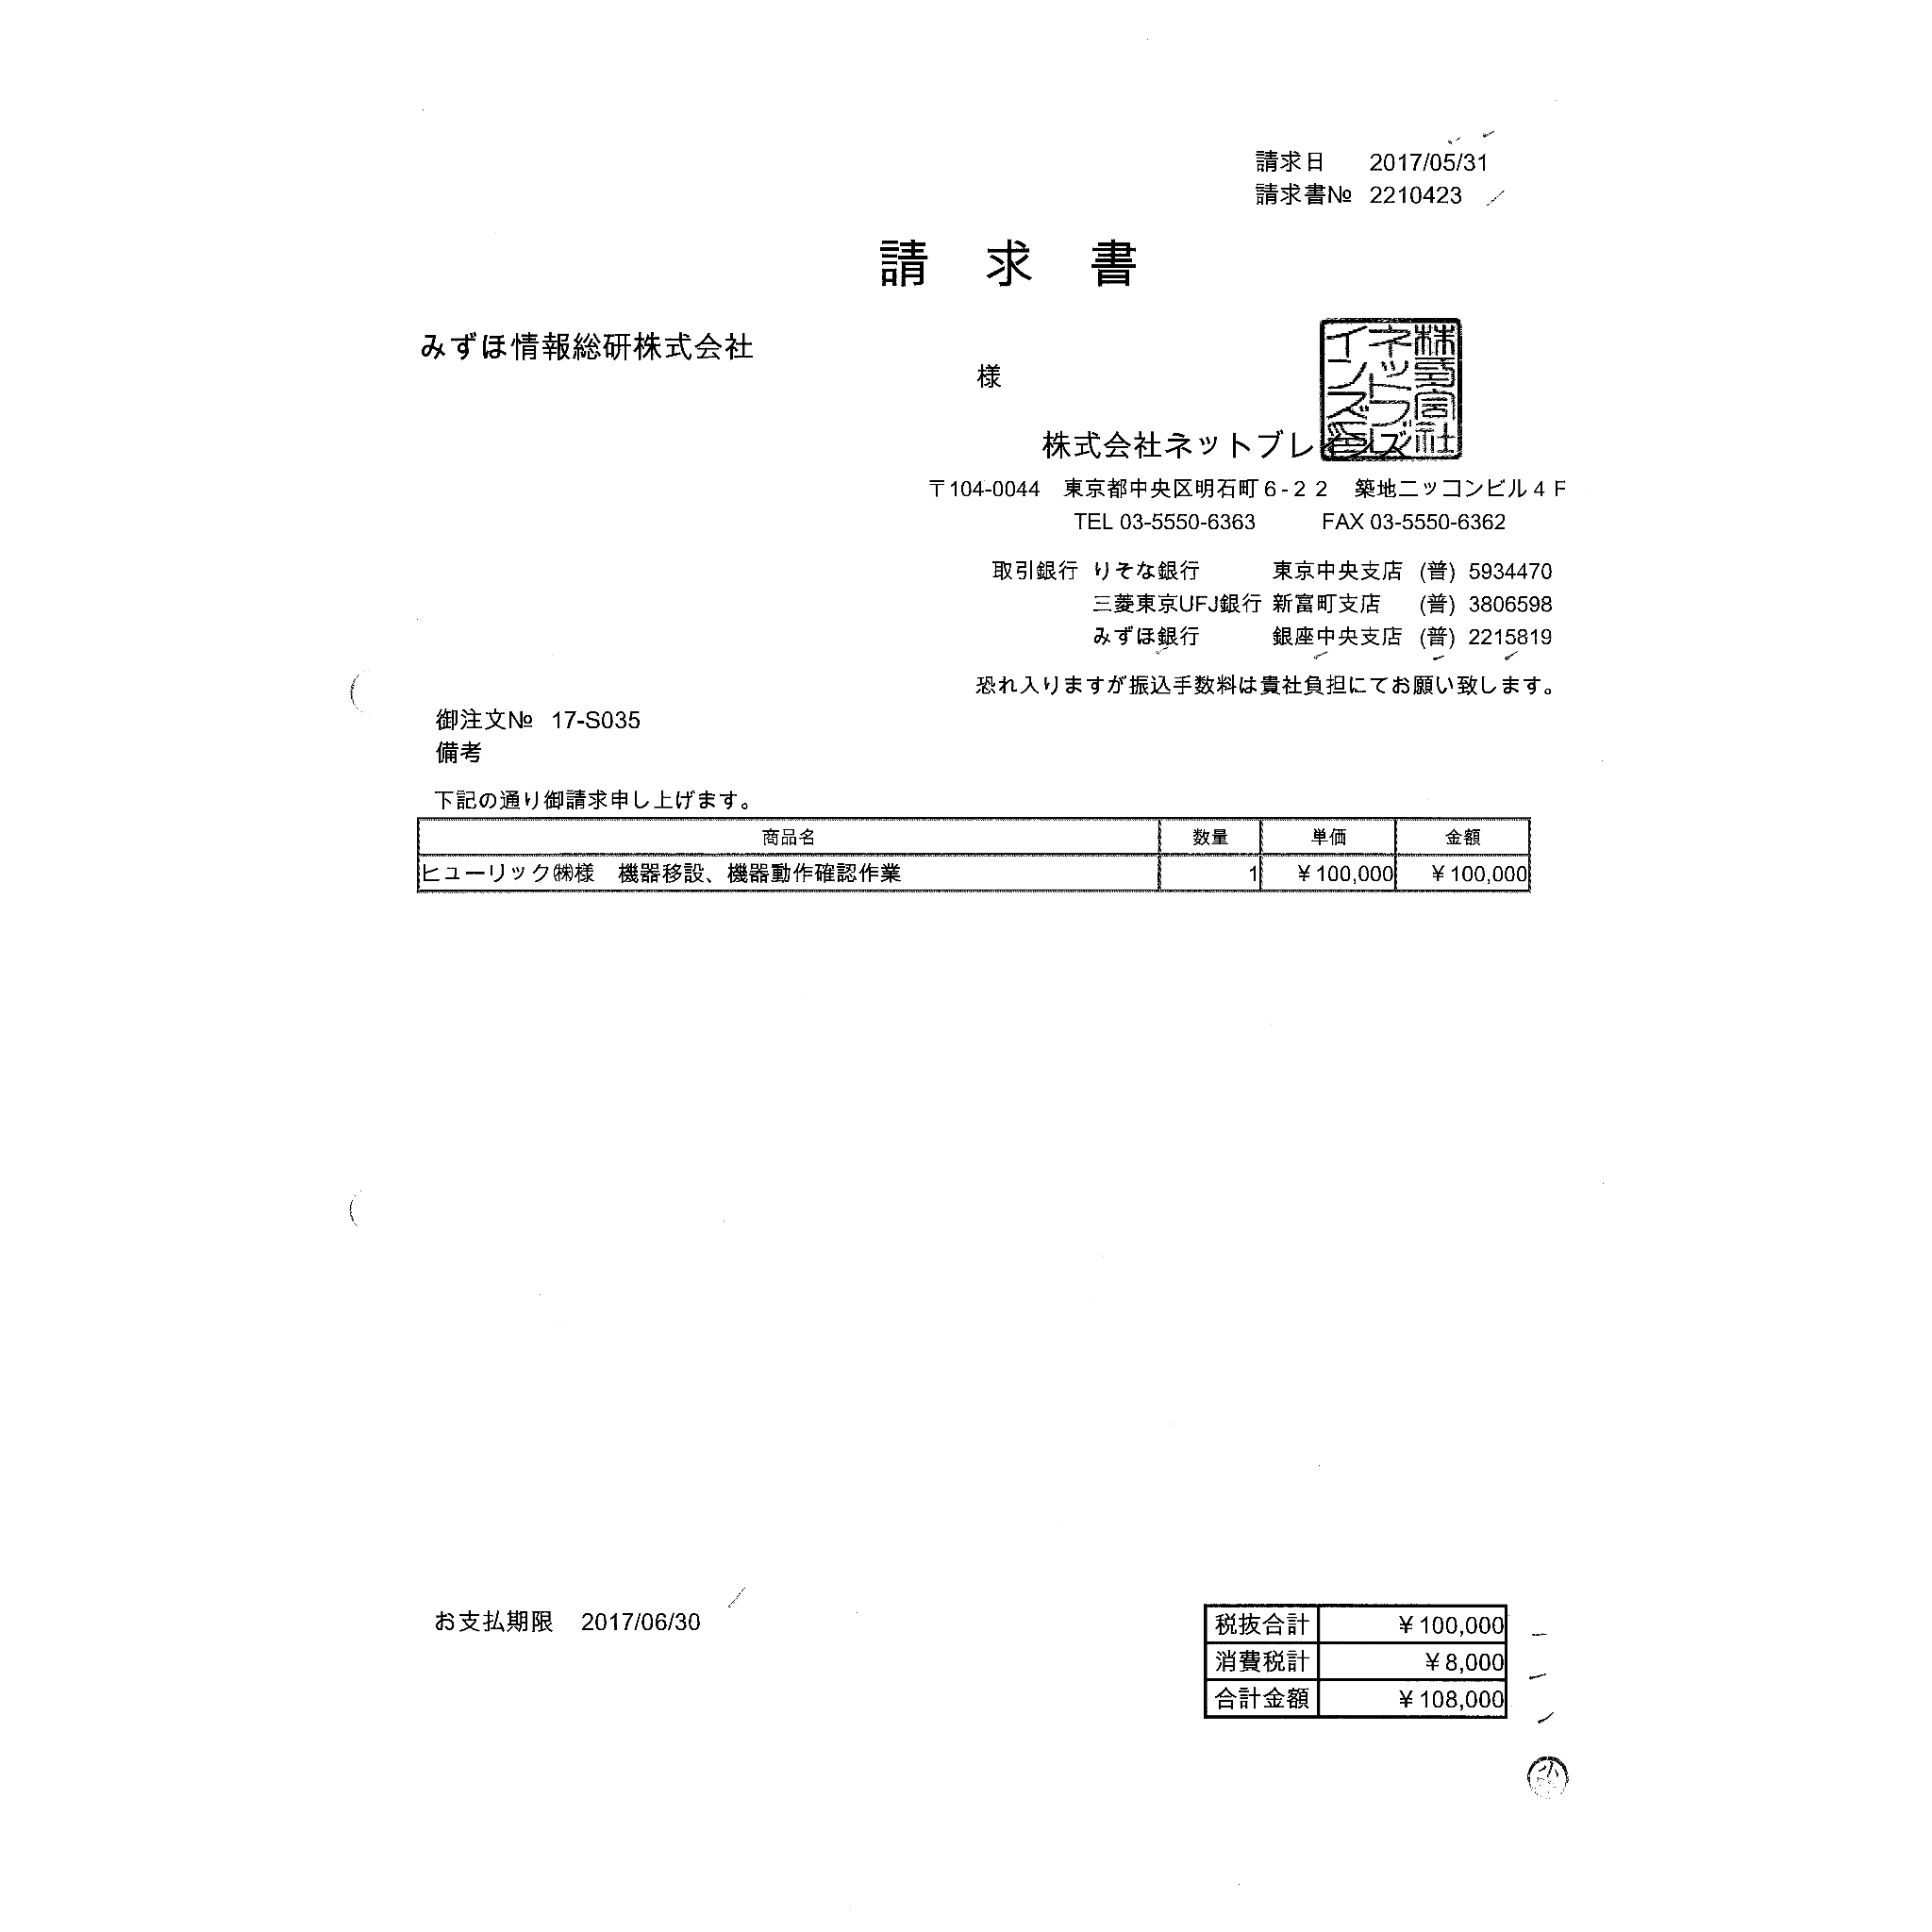 請求日 2017/05/31
請求書№ 2210423
請 求 書
みずほ情報総研株式会社
様
株式会社ネットブレインズ
株式会社
ネットブレ
インズ印
〒104-0044 東京都中央区明石町6-22 築地ニッコンビル4F
TEL 03-5550-6363 FAX 03-5550-6362
取引銀行 りそな銀行 東京中央支店 (普) 5934470
三菱東京UFJ銀行 新富町支店 (普) 3806598
みずほ銀行 銀座中央支店 (普) 2215819
恐れ入りますが振込手数料は貴社負担にてお願い致します。
御注文№ 17-S035
備考
下記の通り御請求申し上げます。
商品名 数量 単価 金額
ヒューリック㈱様 機器移設、機器動作確認作業 1 ¥100,000 ¥100,000
お支払期限 2017/06/30
税抜合計 ¥100,000
消費税計 ¥8,000
合計金額 ¥108,000